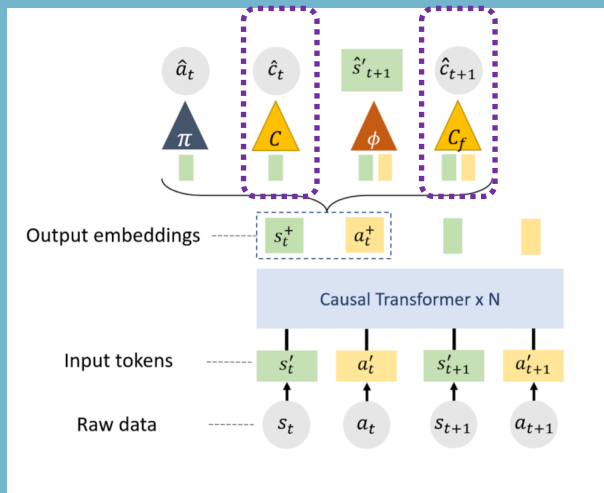 â_t ĉ_t ŝ'_{t+1} ĉ_{t+1}
π C ϕ C_f
Output embeddings s_t^+ a_t^+
Causal Transformer x N
Input tokens s'_t a'_t s'_{t+1} a'_{t+1}
Raw data s_t a_t s_{t+1} a_{t+1}